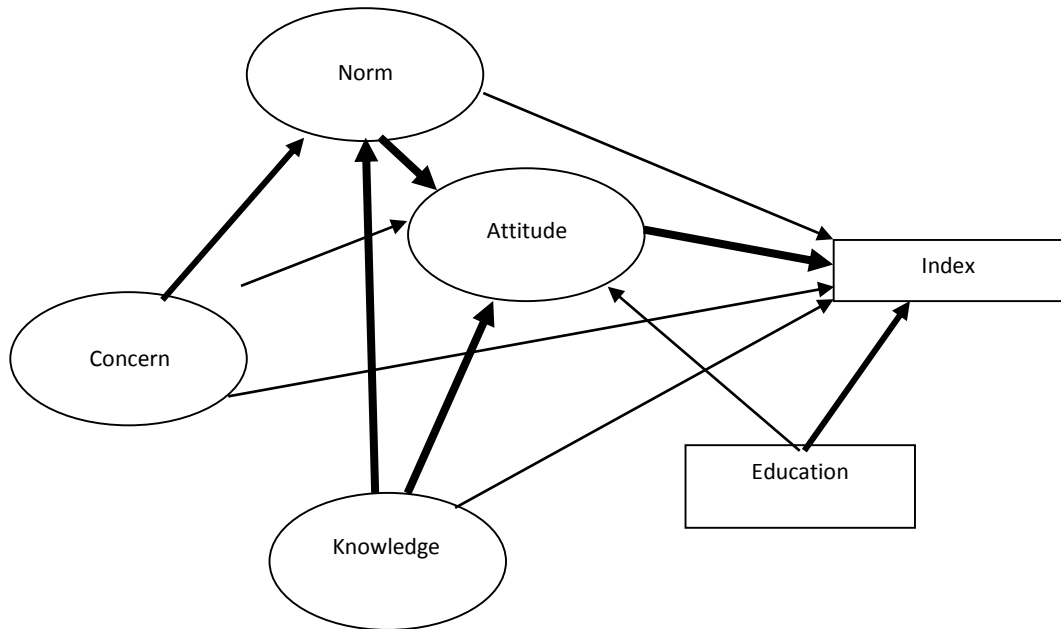 Norm
Attitude
Index
Concern
Education
Knowledge